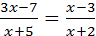 (3x-7)/(x+5) = (x-3)/(x+2)